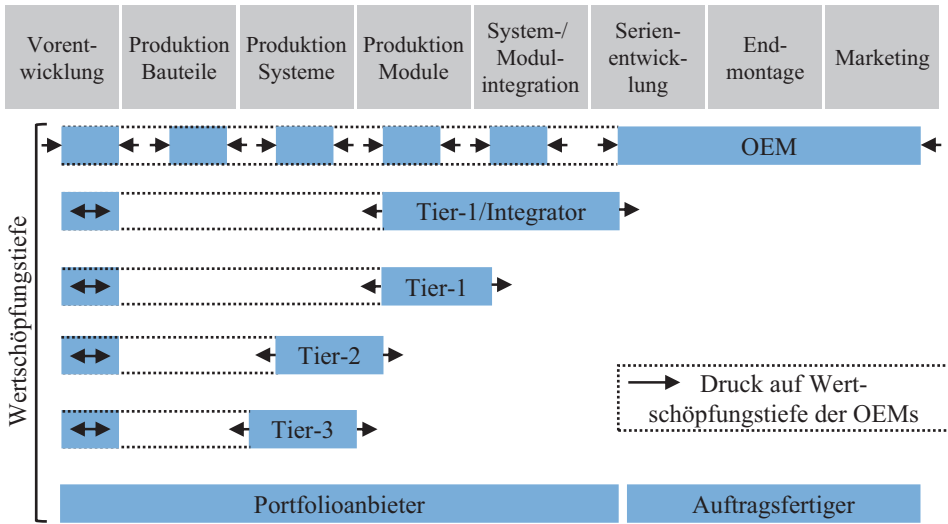 Vorent-
wicklung
Produktion
Bauteile
Produktion
Systeme
Produktion
Module
System-/
Modul-
integration
Serien-
entwick-
lung
End-
montage
Marketing
Wertschöpfungstiefe
OEM
Tier-1/Integrator
Tier-1
Tier-2
Tier-3
Druck auf Wert-
schöpfungstiefe der OEMs
Portfolioanbieter
Auftragsfertiger